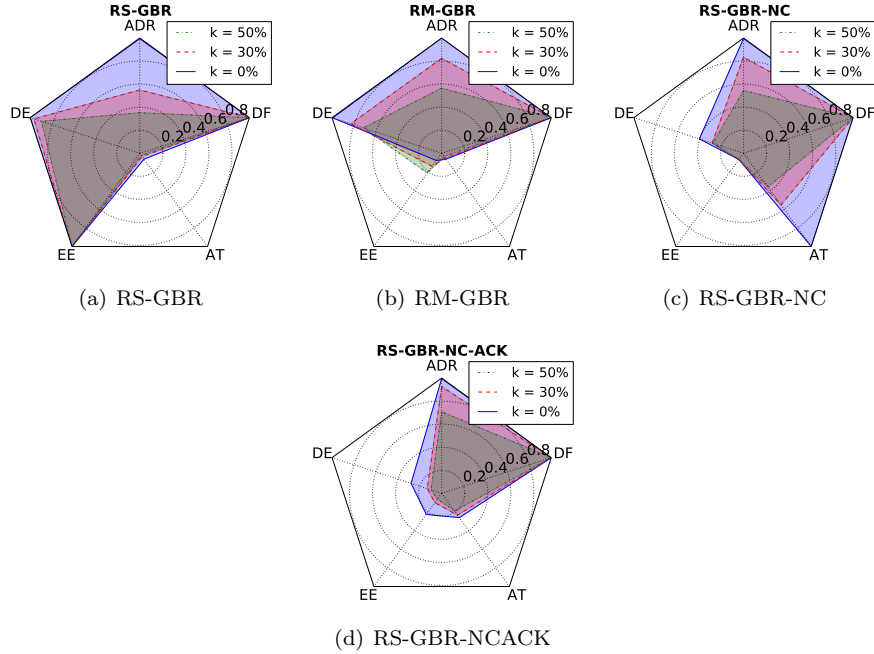 RS-GBR
ADR
k = 50%
k = 30%
k = 0%
DE
DF
0.2 0.4 0.6 0.8
EE
AT
(a) RS-GBR
RM-GBR
ADR
k = 50%
k = 30%
k = 0%
DE
DF
0.2 0.4 0.6 0.8
EE
AT
(b) RM-GBR
RS-GBR-NC
ADR
k = 50%
k = 30%
k = 0%
DE
DF
0.2 0.4 0.6 0.8
EE
AT
(c) RS-GBR-NC
RS-GBR-NC-ACK
ADR
k = 50%
k = 30%
k = 0%
DE
DF
0.2 0.4 0.6 0.8
EE
AT
(d) RS-GBR-NCACK